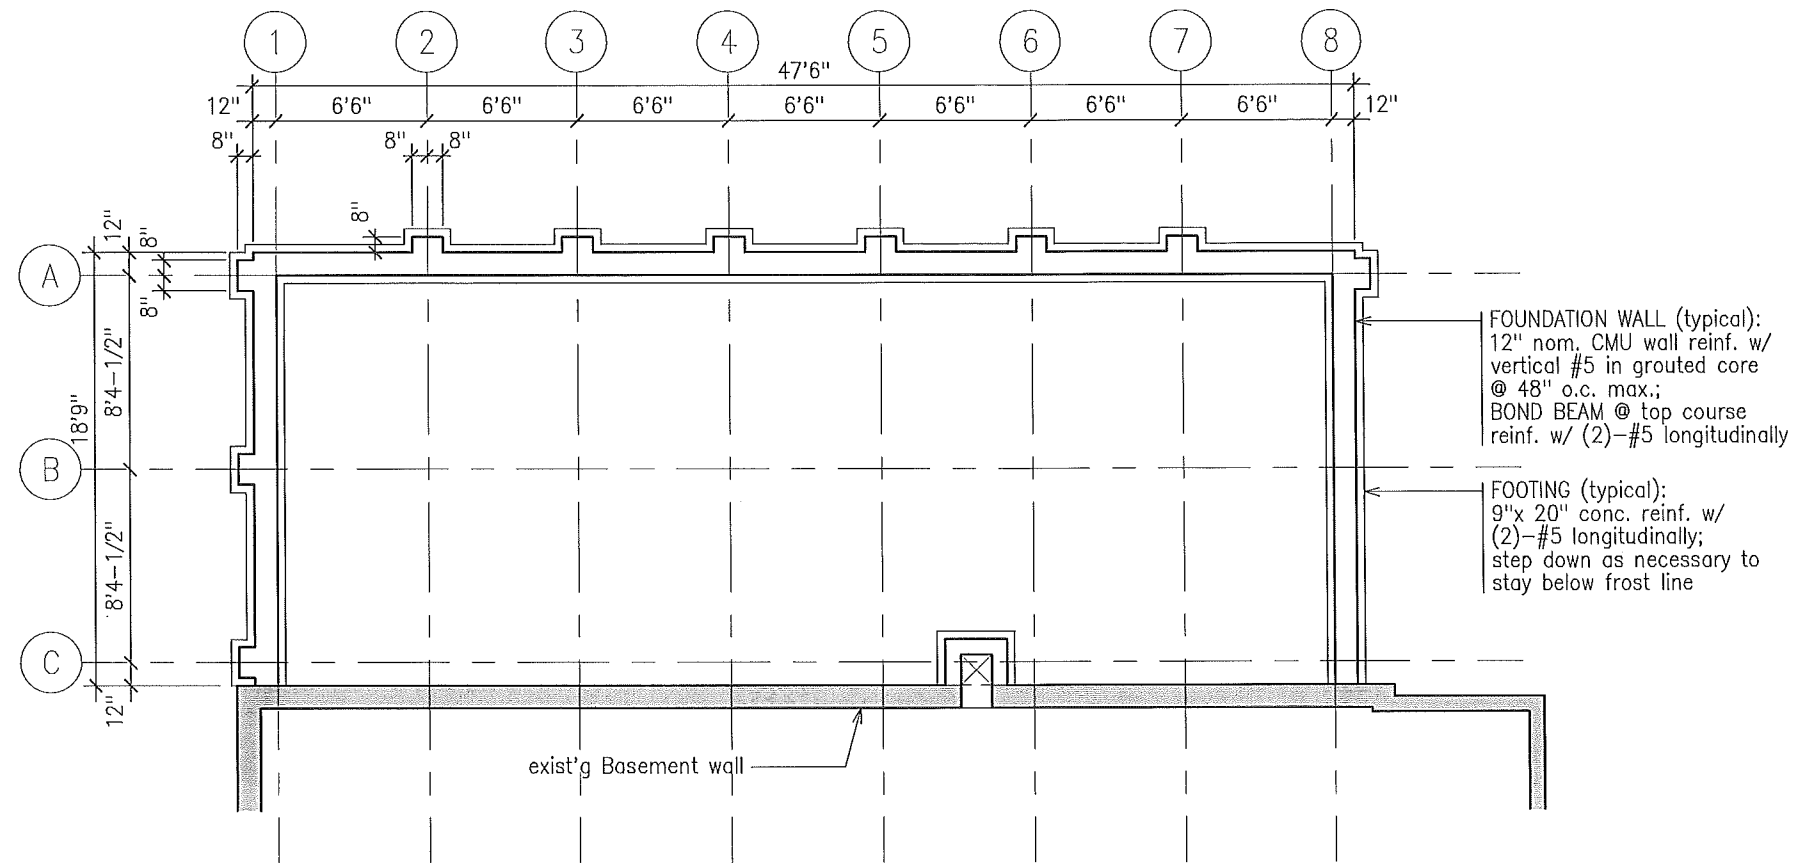 1 2 3 4 5 6 7 8
47'6"
12" 6'6" 6'6" 6'6" 6'6" 6'6" 6'6" 6'6" 12"
8" 8" 8"
8"
12" 8"
A
8"
8'4-1/2"
18'9"
B
8'4-1/2"
C
12"
FOUNDATION WALL (typical):
12" nom. CMU wall reinf. w/
vertical #5 in grouted core
@ 48" o.c. max.;
BOND BEAM @ top course
reinf. w/ (2)-#5 longitudinally
FOOTING (typical):
9"x 20" conc. reinf. w/
(2)-#5 longitudinally;
step down as necessary to
stay below frost line
exist'g Basement wall